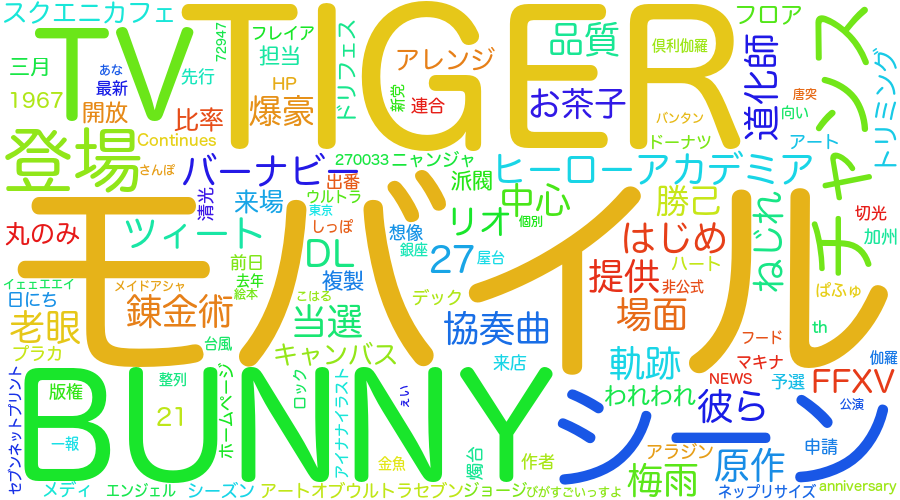 スクエニカフェ
TV
TIGER
フロア
チャンス
三月
あな
最新
先行
72947
フレイア
担当
HP
ドリフェス
アレンジ
新党
連合
品質
倶利伽羅
道化師
唐突
向い
トリミング
1967
開放
比率
爆豪
お茶子
バンタン
ドーナツ
アート
登場
Continues
さんぽ
バーナビー
270033
ニャンジャ
ヒーローアカデミア
出番
ウルトラ
東京
派閥
中心
勝己
ねじれ
切光
加州
清光
来場
しっぽ
想像
銀座
リオ
個別
丸のみ
ツィート
DL
27
屋台
はじめ
ハート
モバイル
前日
去年
絵本
複製
提供
非公式
イェェエエイ
日にち
メイドアシャ
錬金術
こはる
当選
デック
協奏曲
場面
ぱふゅ
th
老眼
プラカ
台風
キャンバス
来店
軌跡
フード
マキナ
伽羅
BUNNY
シーン
セブンネットプリント
版権
整列
ホームページ
ロック
アイナナイラスト
えい
われわれ
彼ら
NEWS
予選
FFXV
公演
21
一報
金魚
燭台
作者
梅雨
アラジン
原作
申請
メディ
エンジェル
シーズン
アートオブウルトラセブンジョージ
びがすごいっすよ
ネップリサイズ
anniversary